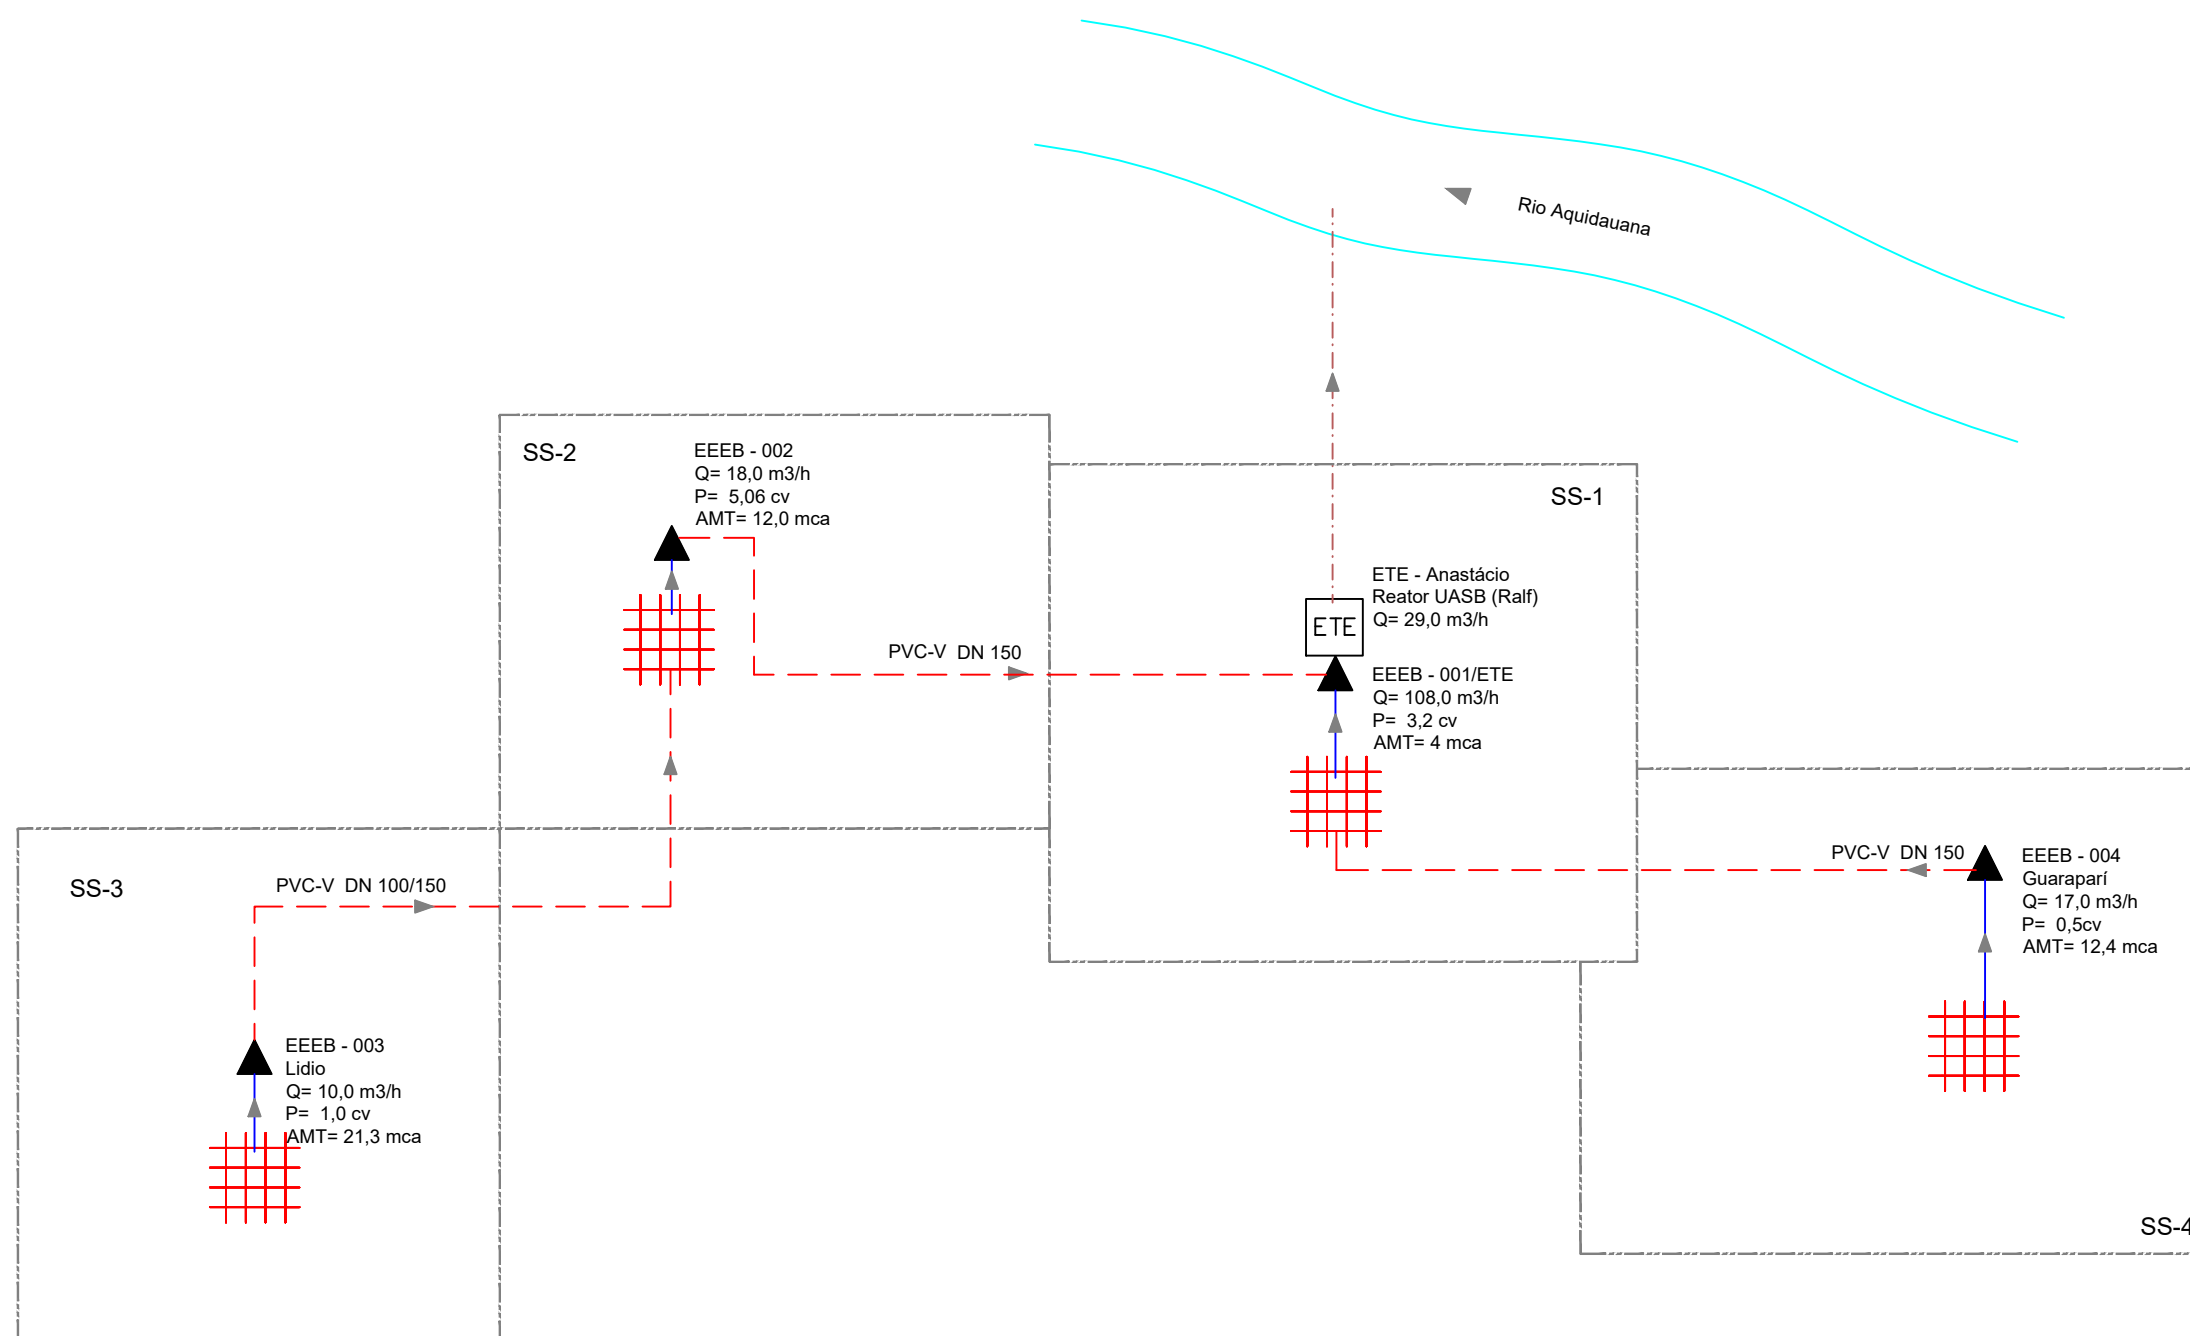 Rio Aquidauana
SS-2
EEEB - 002
Q= 18,0 m3/h
P=  5,06 cv
AMT= 12,0 mca
SS-1
ETE - Anastácio
Reator UASB (Ralf)
Q= 29,0 m3/h
ETE
PVC-V  DN 150
EEEB - 001/ETE
Q= 108,0 m3/h
P=  3,2 cv
AMT= 4 mca
PVC-V  DN 150
EEEB - 004
Guaraparí
Q= 17,0 m3/h
P=  0,5cv
AMT= 12,4 mca
SS-3
PVC-V  DN 100/150
EEEB - 003
Lidio
Q= 10,0 m3/h
P=  1,0 cv
AMT= 21,3 mca
SS-4